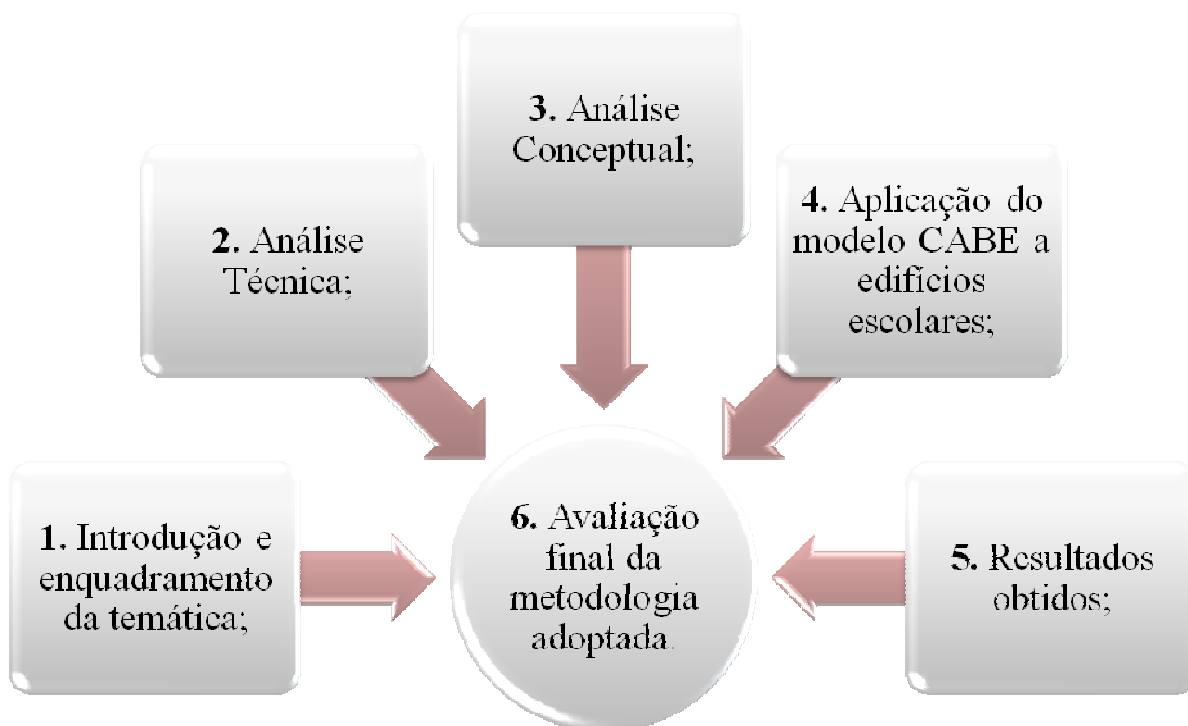 1. Introdução e
enquadramento
da temática;
2. Análise
Técnica;
3. Análise
Conceptual;
4. Aplicação do
modelo CABE a
edifícios
escolares;
5. Resultados
obtidos;
6. Avaliação
final da
metodologia
adoptada.